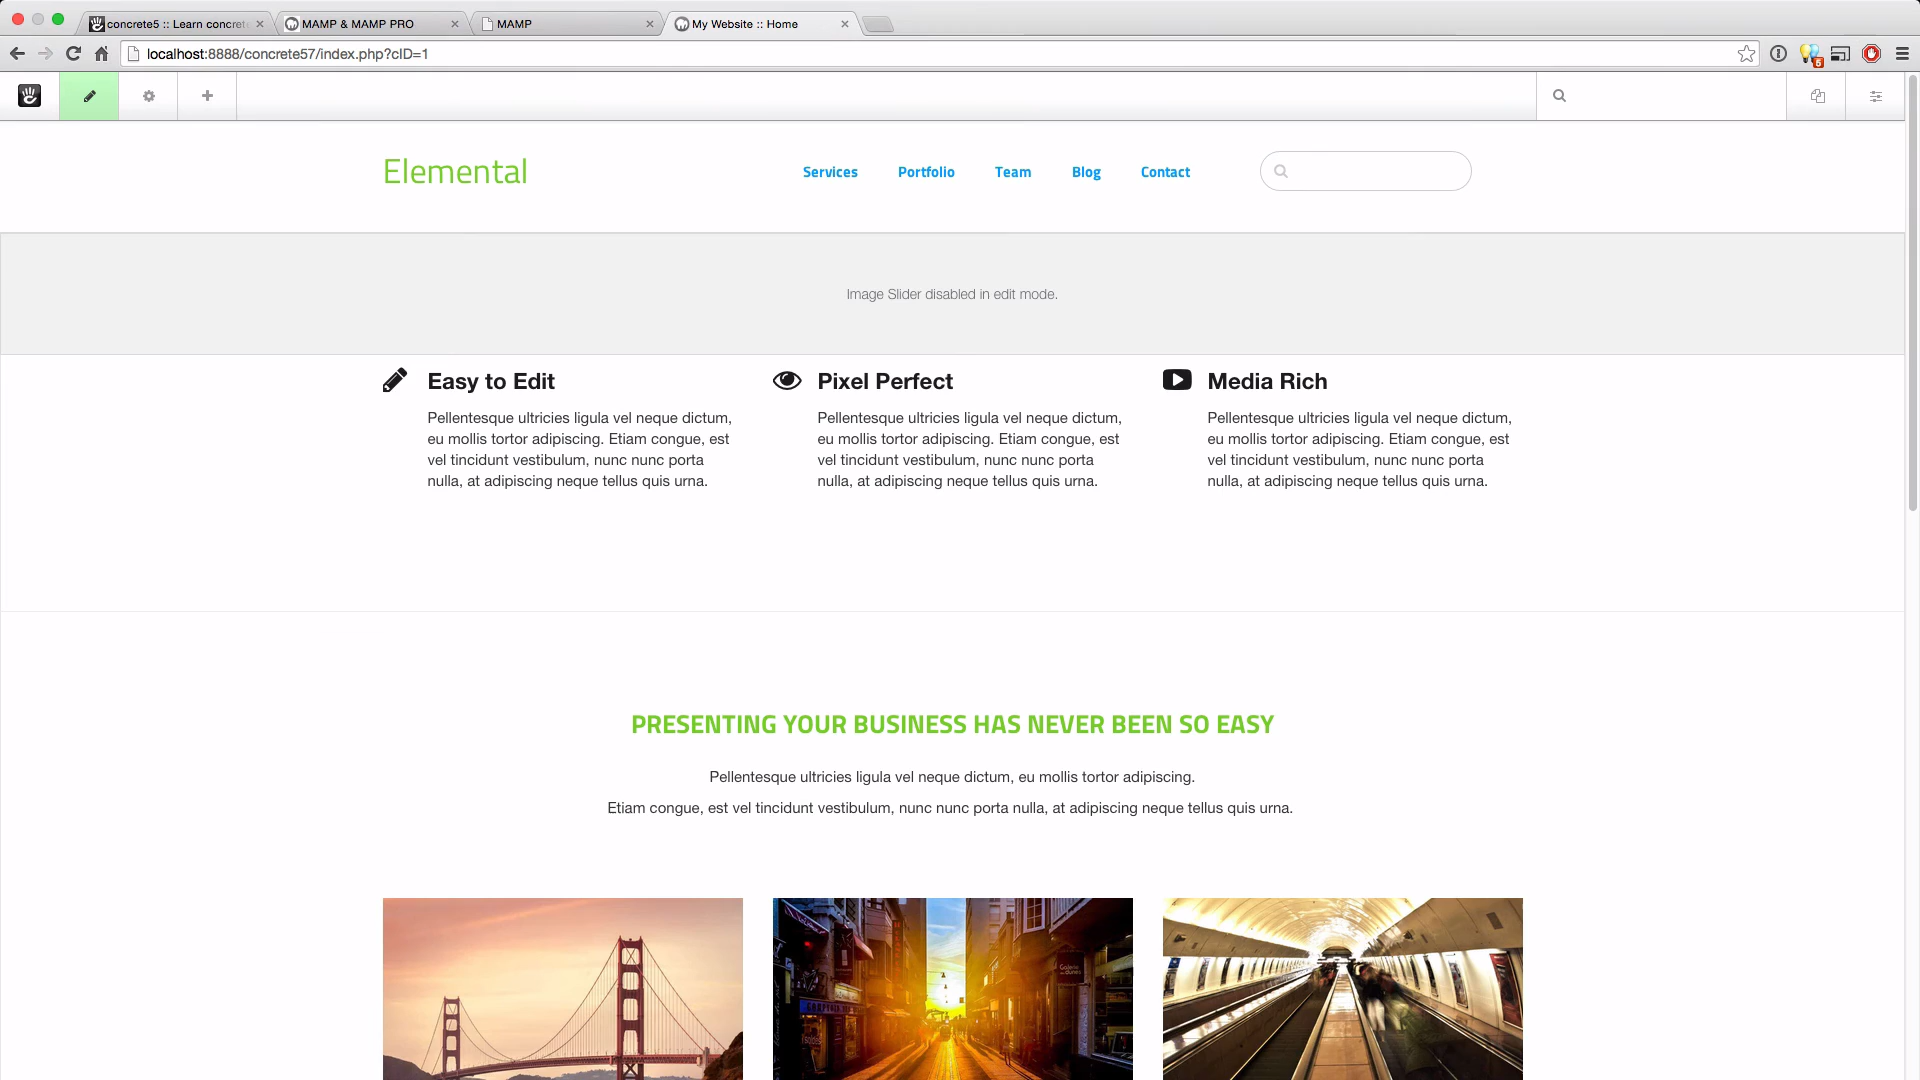 concrete5 :: Learn concrete
MAMP & MAMP PRO
MAMP
My Website :: Home
localhost:8888/concrete57/index.php?cID=1
6
Elemental
Services
Portfolio
Team
Blog
Contact
Image Slider disabled in edit mode.
Easy to Edit
Pellentesque ultricies ligula vel neque dictum,
eu mollis tortor adipiscing. Etiam congue, est
vel tincidunt vestibulum, nunc nunc porta
nulla, at adipiscing neque tellus quis urna.
Pixel Perfect
Pellentesque ultricies ligula vel neque dictum,
eu mollis tortor adipiscing. Etiam congue, est
vel tincidunt vestibulum, nunc nunc porta
nulla, at adipiscing neque tellus quis urna.
Media Rich
Pellentesque ultricies ligula vel neque dictum,
eu mollis tortor adipiscing. Etiam congue, est
vel tincidunt vestibulum, nunc nunc porta
nulla, at adipiscing neque tellus quis urna.
PRESENTING YOUR BUSINESS HAS NEVER BEEN SO EASY
Pellentesque ultricies ligula vel neque dictum, eu mollis tortor adipiscing.
Etiam congue, est vel tincidunt vestibulum, nunc nunc porta nulla, at adipiscing neque tellus quis urna.